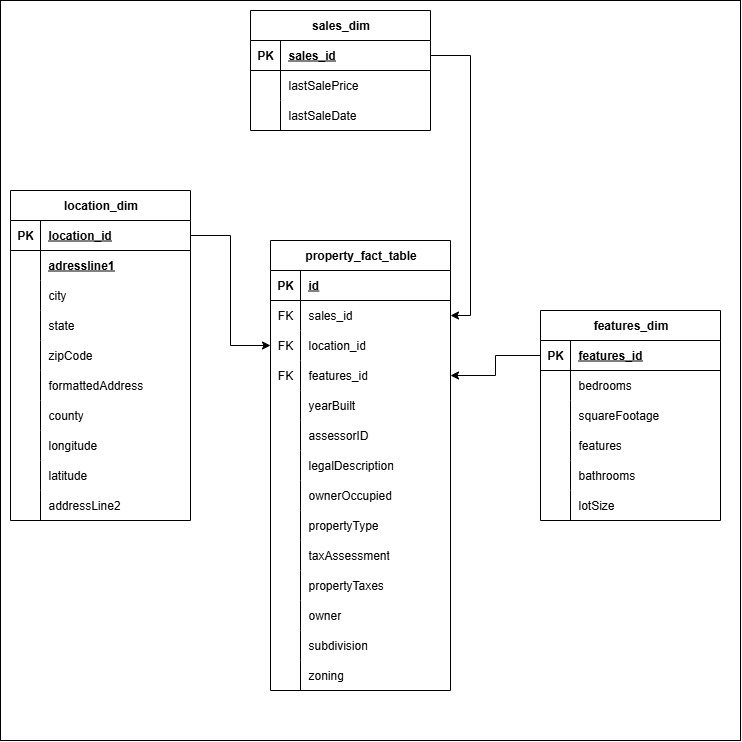 sales_dim
PK sales_id
lastSalePrice
lastSaleDate
location_dim
PK location_id
adressline1
city
state
zipCode
formattedAddress
county
longitude
latitude
addressLine2
property_fact_table
PK id
FK sales_id
FK location_id
FK features_id
yearBuilt
assessorID
legalDescription
ownerOccupied
propertyType
taxAssessment
propertyTaxes
owner
subdivision
zoning
features_dim
PK features_id
bedrooms
squareFootage
features
bathrooms
lotSize